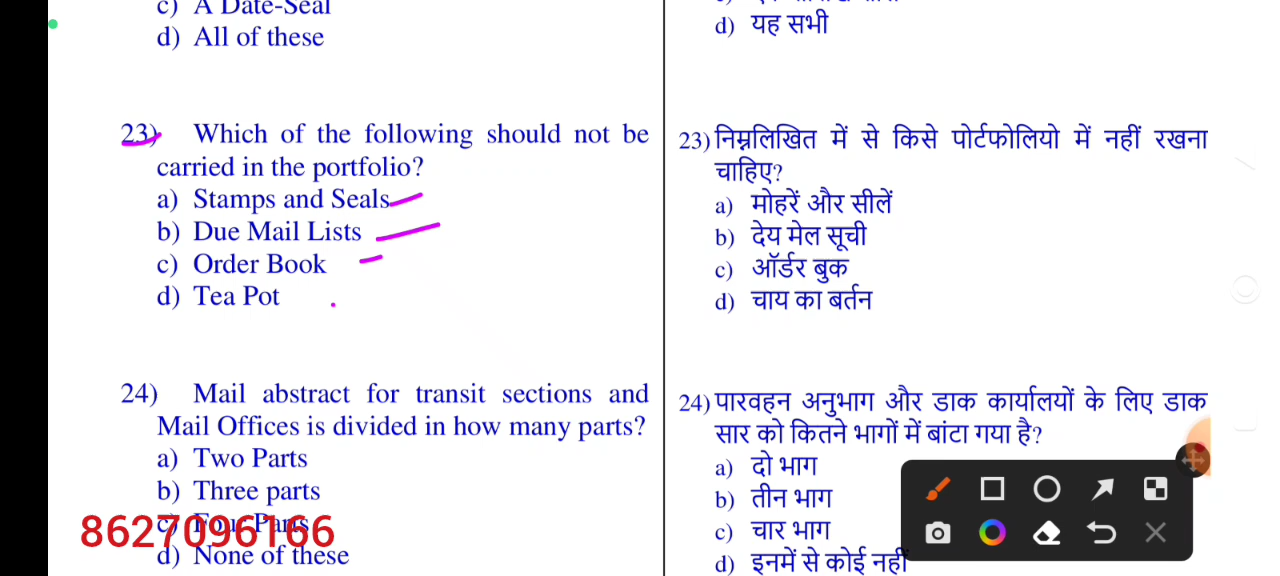 c) A Date-Seal
d) All of these
23) Which of the following should not be
carried in the portfolio?
a) Stamps and Seals
b) Due Mail Lists
c) Order Book
d) Tea Pot
24) Mail abstract for transit sections and
Mail Offices is divided in how many parts?
a) Two Parts
b) Three parts
c) Four Parts
8627096166
d) None of these
d) यह सभी
23) निम्नलिखित में से किसे पोर्टफोलियो में नहीं रखना
चाहिए?
a) मोहरें और सीलें
b) देय मेल सूची
c) ऑर्डर बुक
d) चाय का बर्तन
24) पारवहन अनुभाग और डाक कार्यालयों के लिए डाक
सार को कितने भागों में बांटा गया है?
a) दो भाग
b) तीन भाग
c) चार भाग
d) इनमें से कोई नहीं